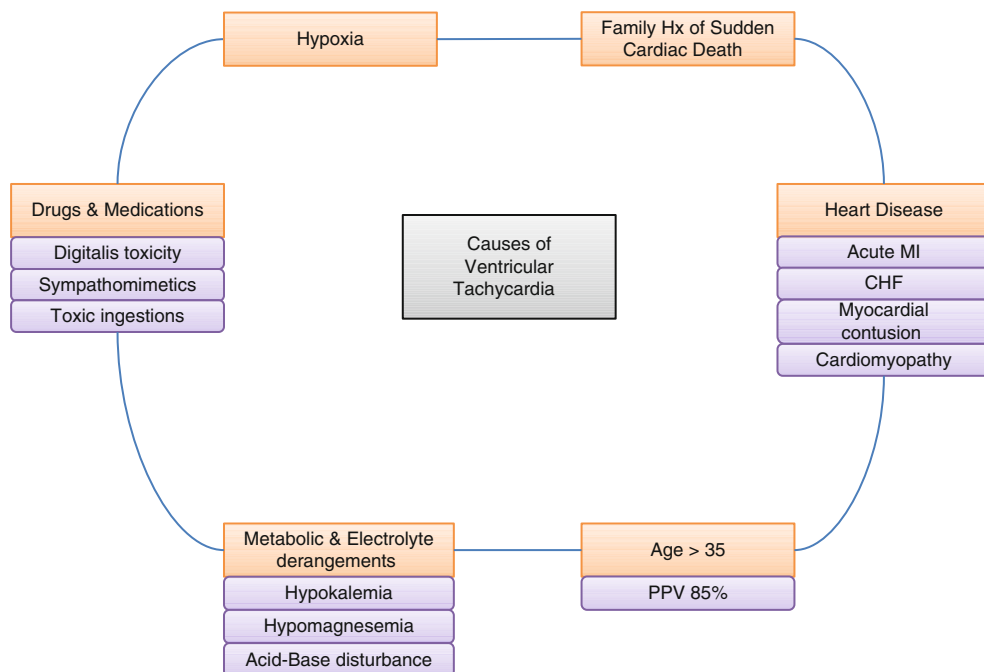 Hypoxia
Family Hx of Sudden
Cardiac Death
Drugs & Medications
Digitalis toxicity
Sympathomimetics
Toxic ingestions
Causes of
Ventricular
Tachycardia
Heart Disease
Acute MI
CHF
Myocardial
contusion
Cardiomyopathy
Metabolic & Electrolyte
derangements
Hypokalemia
Hypomagnesemia
Acid-Base disturbance
Age > 35
PPV 85%